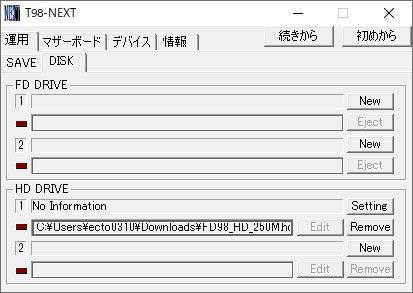 T98-NEXT
続きから 初めから
運用 マザーボード デバイス 情報
SAVE DISK
FD DRIVE
1 New
Eject
2 New
Eject
HD DRIVE
1 No Information Setting
C:¥Users¥ecto0310¥Downloads¥FD98_HD_250M.hd Edit Remove
2 New
Edit Remove